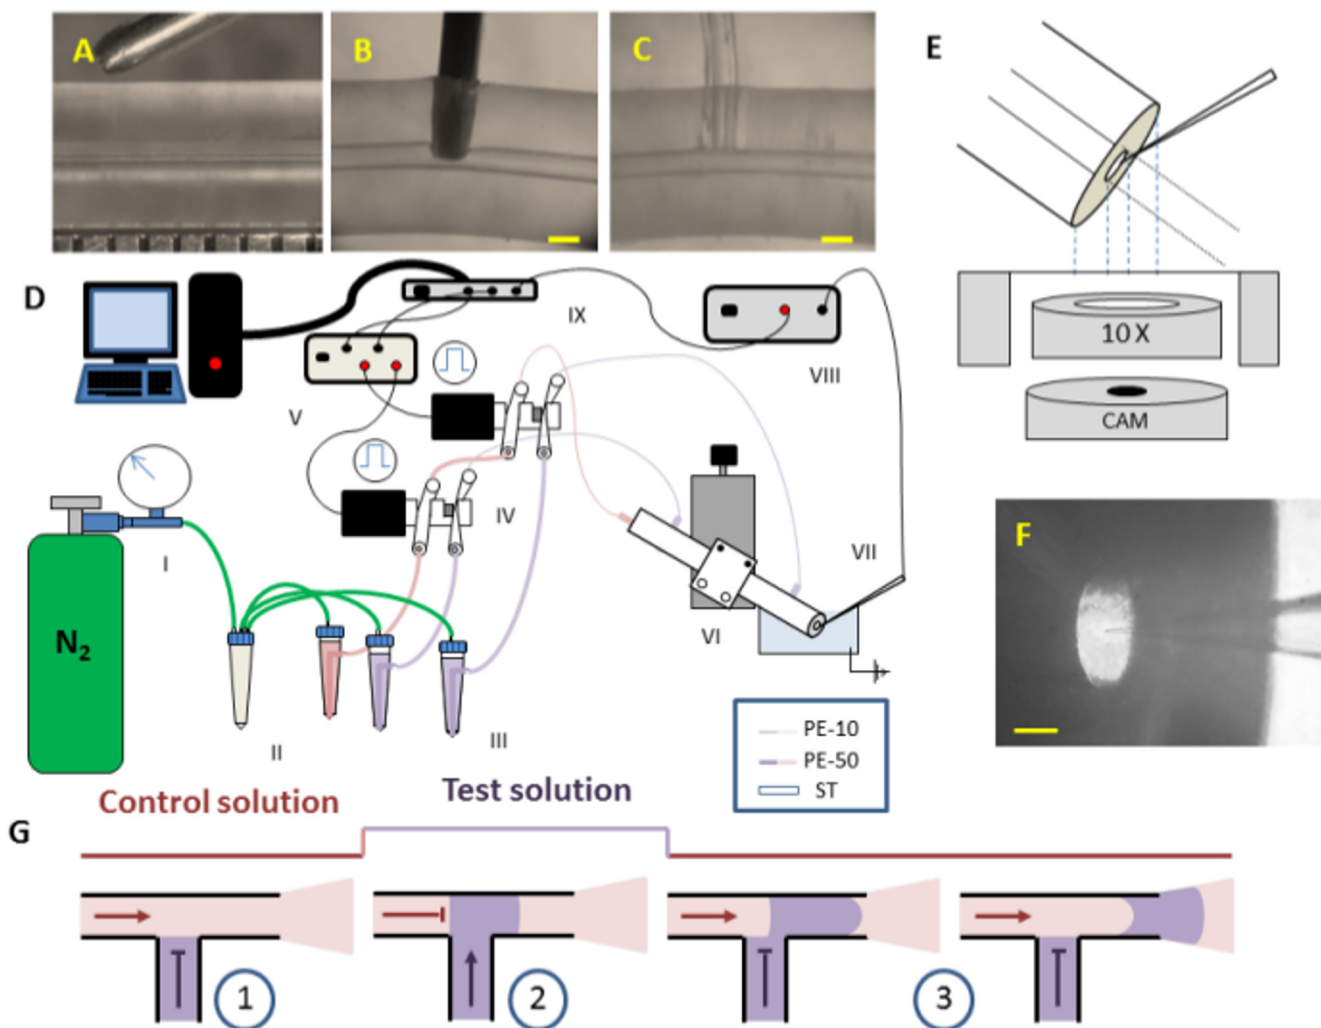 A
B
C
E
D
IX
VIII
10 X
CAM
V
IV
I
VII
F
N2
VI
II
III
PE-10
PE-50
ST
Control solution
Test solution
G
1
2
3